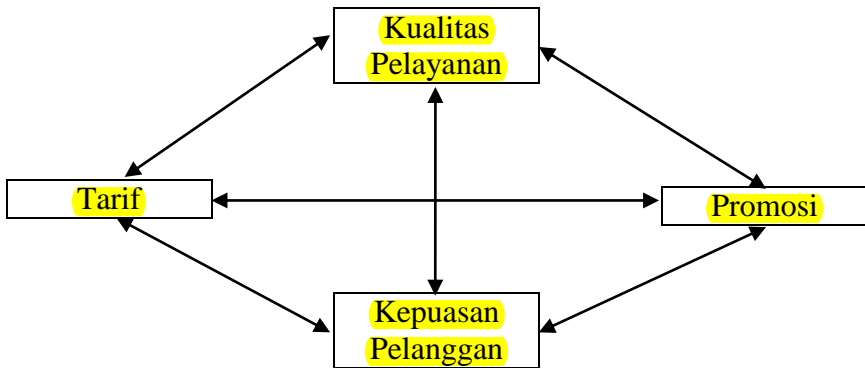 Kualitas
Pelayanan
Tarif
Promosi
Kepuasan
Pelanggan